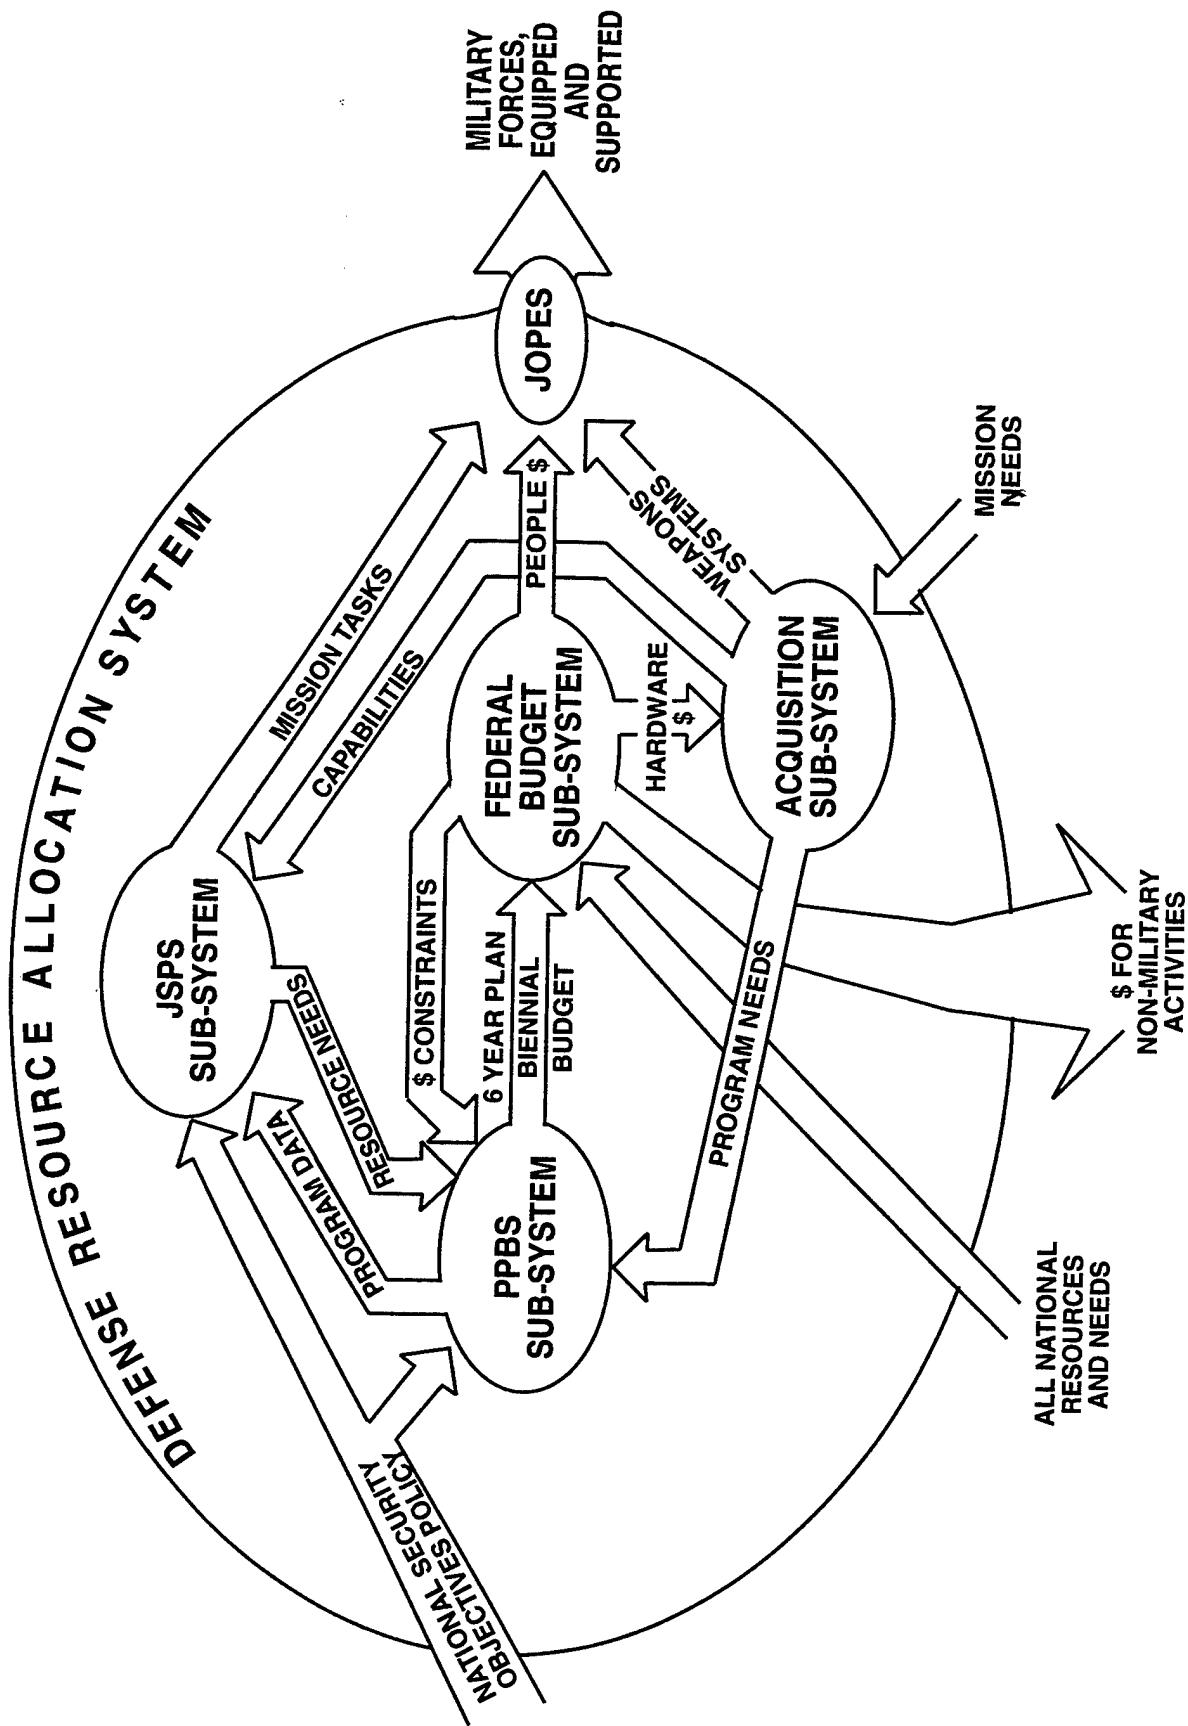 DEFENSE RESOURCE ALLOCATION SYSTEM
NATIONAL SECURITY
OBJECTIVES POLICY
JSPS
SUB-SYSTEM
MISSION TASKS
CAPABILITIES
PROGRAM DATA
RESOURCE NEEDS
$ CONSTRAINTS
PPBS
SUB-SYSTEM
6 YEAR PLAN
BIENNIAL
BUDGET
FEDERAL
BUDGET
SUB-SYSTEM
PEOPLE $
JOPES
MILITARY
FORCES,
EQUIPPED
AND
SUPPORTED
HARDWARE
$
WEAPONS
SYSTEMS
PROGRAM NEEDS
ACQUISITION
SUB-SYSTEM
MISSION
NEEDS
ALL NATIONAL
RESOURCES
AND NEEDS
$ FOR
NON-MILITARY
ACTIVITIES